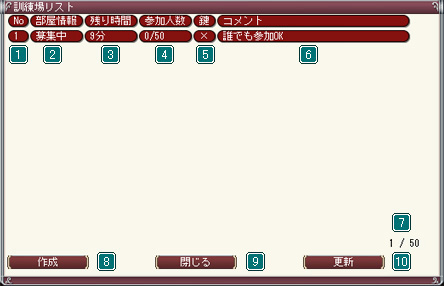 訓練場リスト
No 部屋情報 残り時間 参加人数 鍵 コメント
1 募集中 9分 0/50 × 誰でも参加OK
1 2 3 4 5 6
7
1 / 50
作成 8 閉じる 9 更新 10